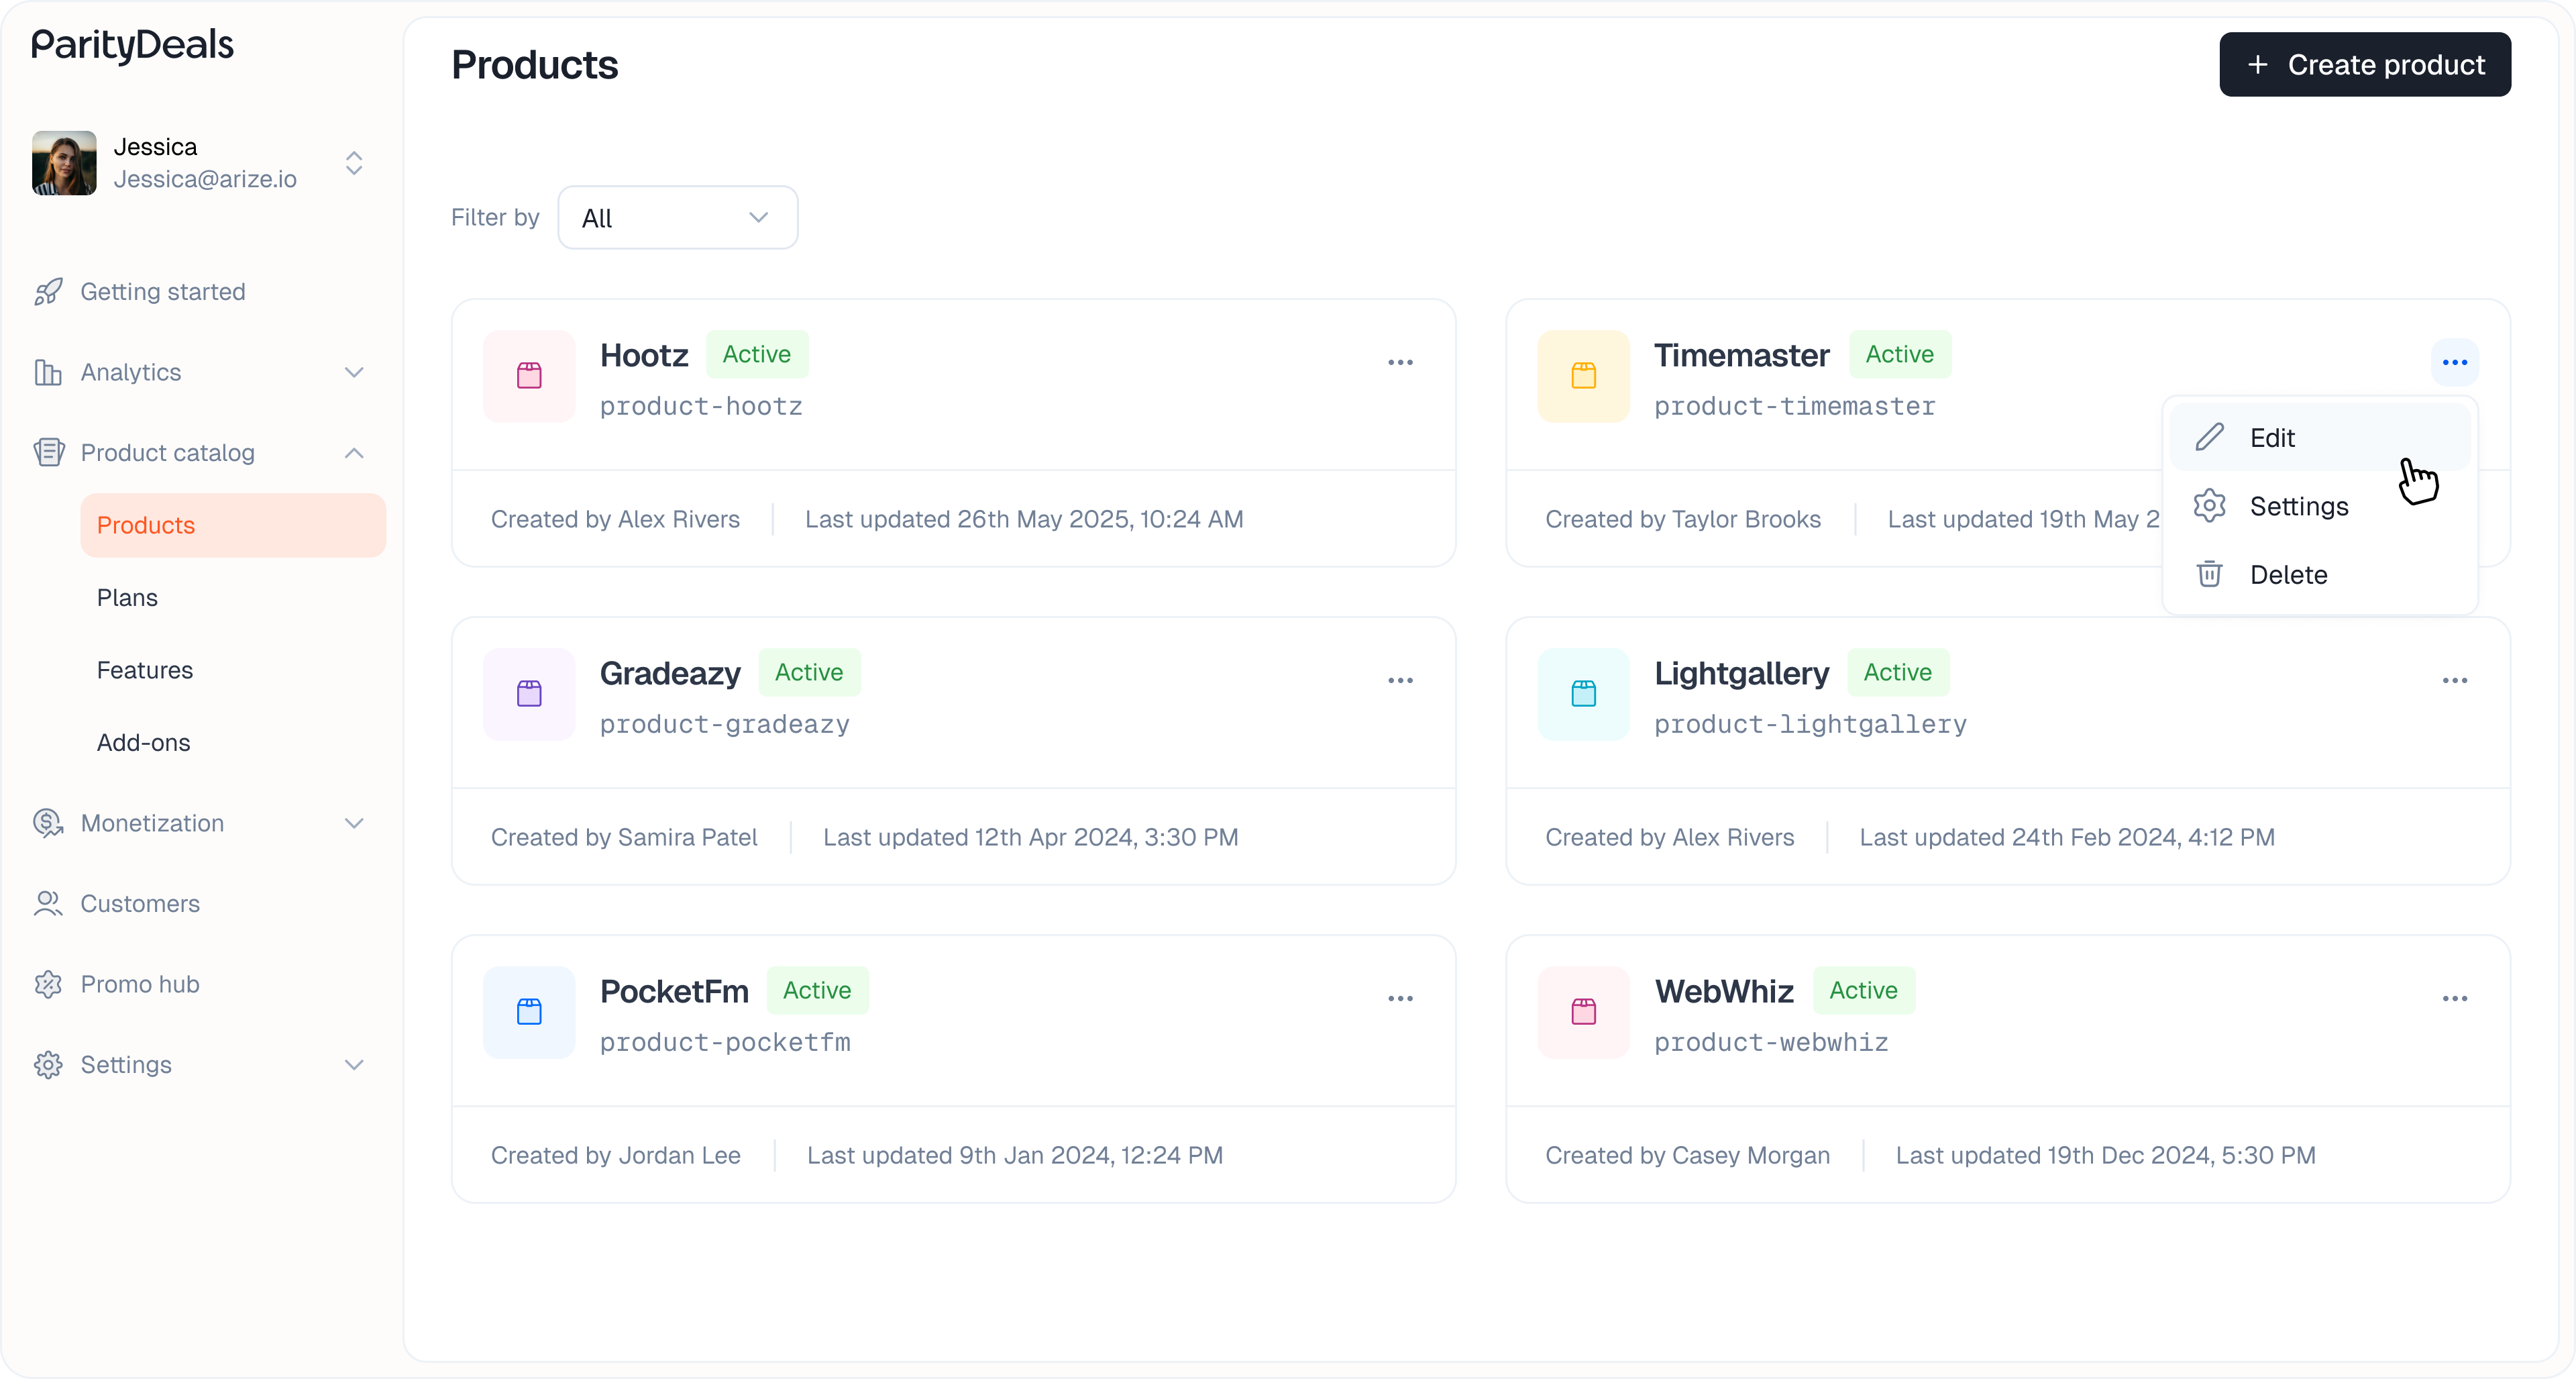 ParityDeals
Jessica
Jessica@arize.io
Getting started
Analytics
Product catalog
Products
Plans
Features
Add-ons
Monetization
Customers
Promo hub
Settings
Products
+ Create product
Filter by
All
Hootz
Active
product-hootz
Created by Alex Rivers
Last updated 26th May 2025, 10:24 AM
Timemaster
Active
product-timemaster
Created by Taylor Brooks
Last updated 19th May 2
Edit
Settings
Delete
Gradeazy
Active
product-gradeazy
Created by Samira Patel
Last updated 12th Apr 2024, 3:30 PM
Lightgallery
Active
product-lightgallery
Created by Alex Rivers
Last updated 24th Feb 2024, 4:12 PM
PocketFm
Active
product-pocketfm
Created by Jordan Lee
Last updated 9th Jan 2024, 12:24 PM
WebWhiz
Active
product-webwhiz
Created by Casey Morgan
Last updated 19th Dec 2024, 5:30 PM